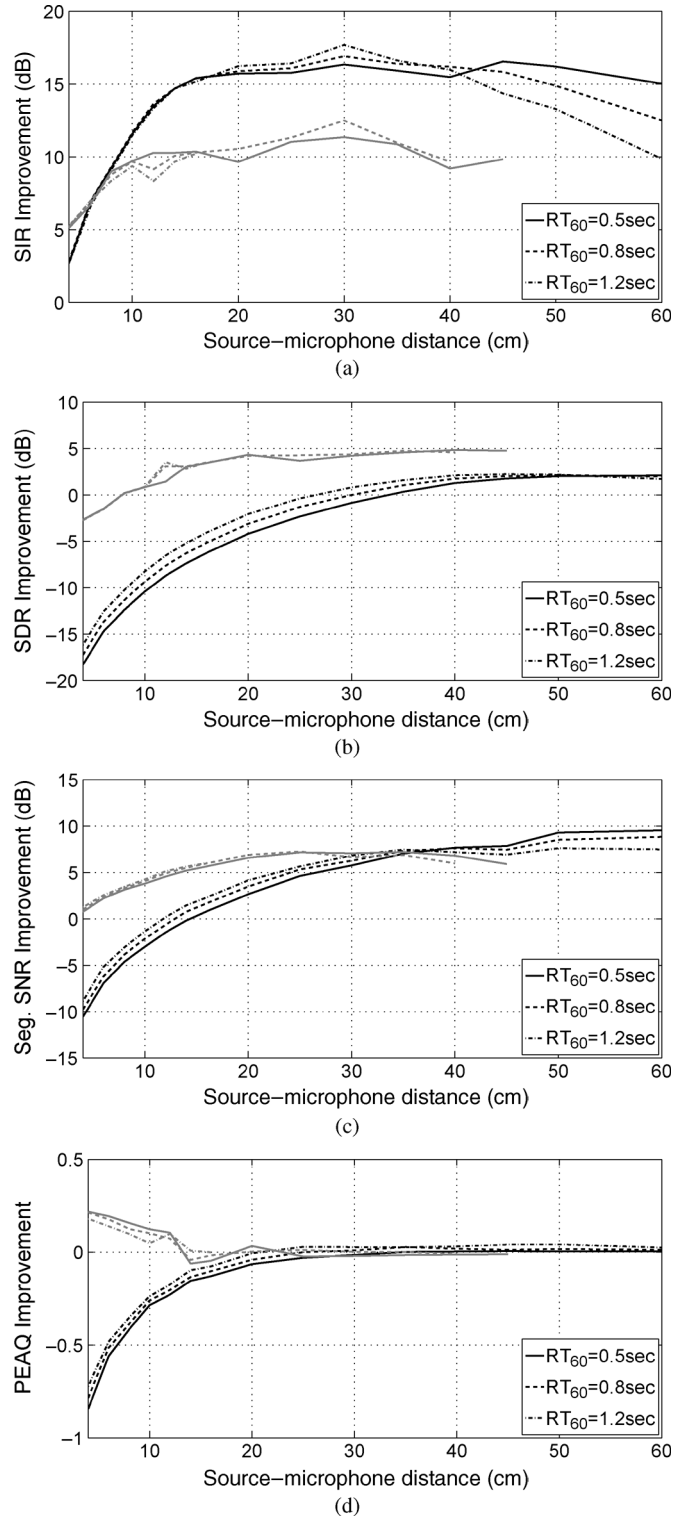 20
15
10
5
0
SIR Improvement (dB)
RT60=0.5sec
RT60=0.8sec
RT60=1.2sec
10 20 30 40 50 60
Source−microphone distance (cm)
(a)
10
5
0
−5
−10
−15
−20
SDR Improvement (dB)
RT60=0.5sec
RT60=0.8sec
RT60=1.2sec
10 20 30 40 50 60
Source−microphone distance (cm)
(b)
15
10
5
0
−5
−10
−15
Seg. SNR Improvement (dB)
RT60=0.5sec
RT60=0.8sec
RT60=1.2sec
10 20 30 40 50 60
Source−microphone distance (cm)
(c)
0.5
0
−0.5
−1
PEAQ Improvement
RT60=0.5sec
RT60=0.8sec
RT60=1.2sec
10 20 30 40 50 60
Source−microphone distance (cm)
(d)